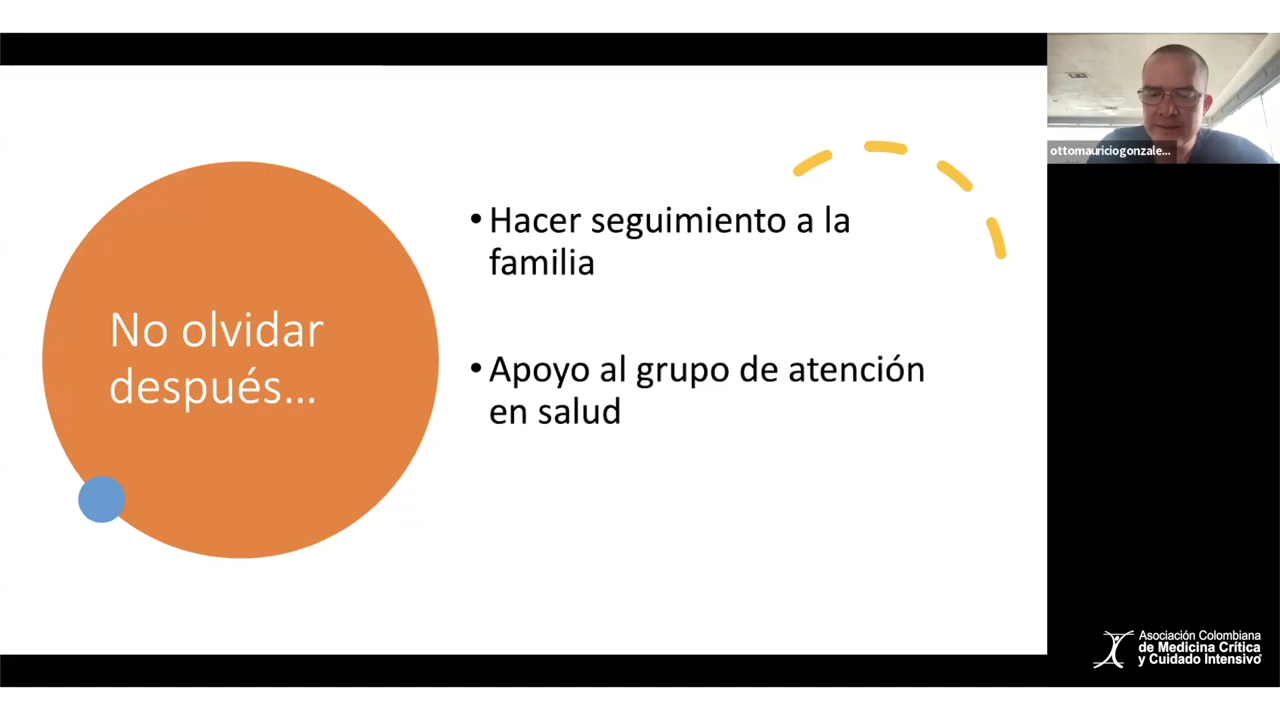 No olvidar
después...
• Hacer seguimiento a la
familia
• Apoyo al grupo de atención
en salud
ottomauriciogonzale...
Asociación Colombiana
de Medicina Crítica
y Cuidado Intensivo